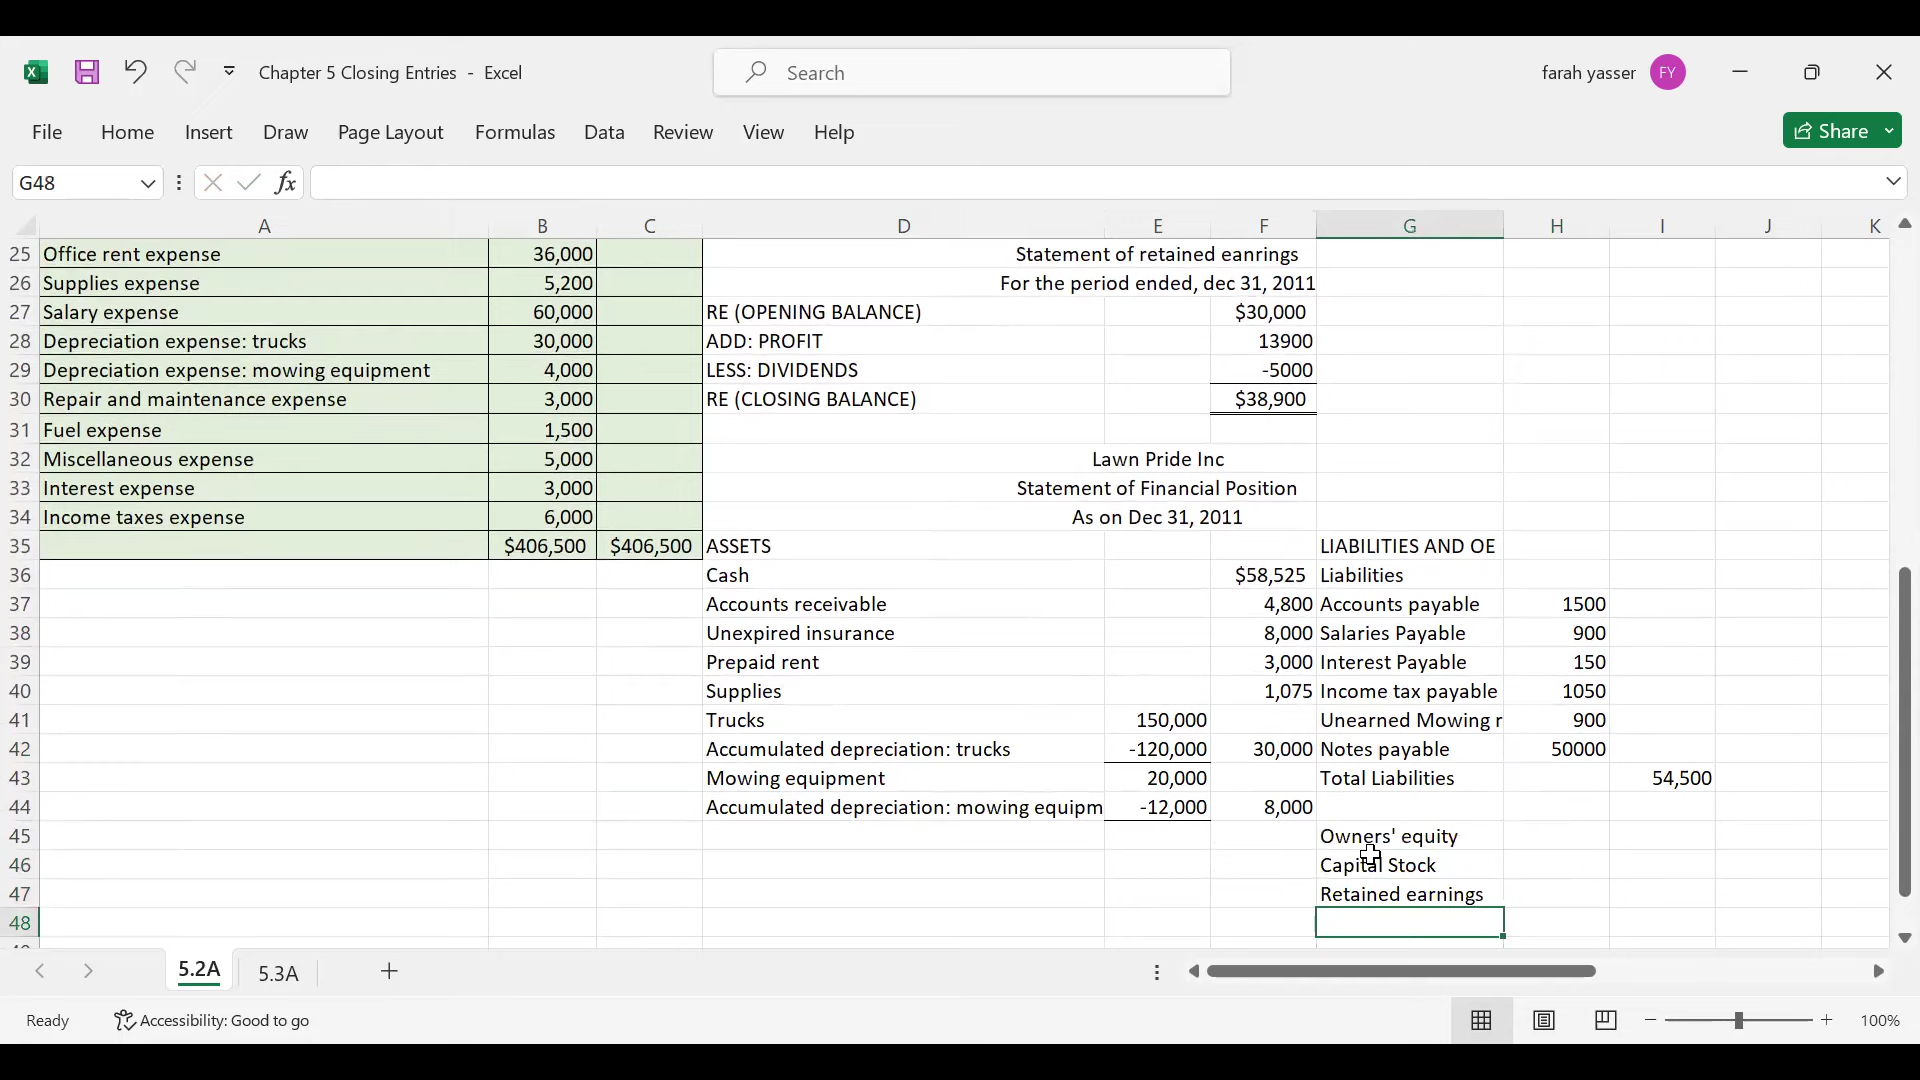 Chapter 5 Closing Entries - Excel
Search
farah yasser FY
File Home Insert Draw Page Layout Formulas Data Review View Help
Share
G48 fx
A B C D E F G H I J K
25 Office rent expense 36,000 Statement of retained eanrings
26 Supplies expense 5,200 For the period ended, dec 31, 2011
27 Salary expense 60,000 RE (OPENING BALANCE) $30,000
28 Depreciation expense: trucks 30,000 ADD: PROFIT 13900
29 Depreciation expense: mowing equipment 4,000 LESS: DIVIDENDS -5000
30 Repair and maintenance expense 3,000 RE (CLOSING BALANCE) $38,900
31 Fuel expense 1,500
32 Miscellaneous expense 5,000 Lawn Pride Inc
33 Interest expense 3,000 Statement of Financial Position
34 Income taxes expense 6,000 As on Dec 31, 2011
35 $406,500 $406,500 ASSETS LIABILITIES AND OE
36 Cash $58,525 Liabilities
37 Accounts receivable 4,800 Accounts payable 1500
38 Unexpired insurance 8,000 Salaries Payable 900
39 Prepaid rent 3,000 Interest Payable 150
40 Supplies 1,075 Income tax payable 1050
41 Trucks 150,000 Unearned Mowing r 900
42 Accumulated depreciation: trucks -120,000 30,000 Notes payable 50000
43 Mowing equipment 20,000 Total Liabilities 54,500
44 Accumulated depreciation: mowing equipm -12,000 8,000
45 Owners' equity
46 Capital Stock
47 Retained earnings
48
5.2A 5.3A
Ready Accessibility: Good to go 100%